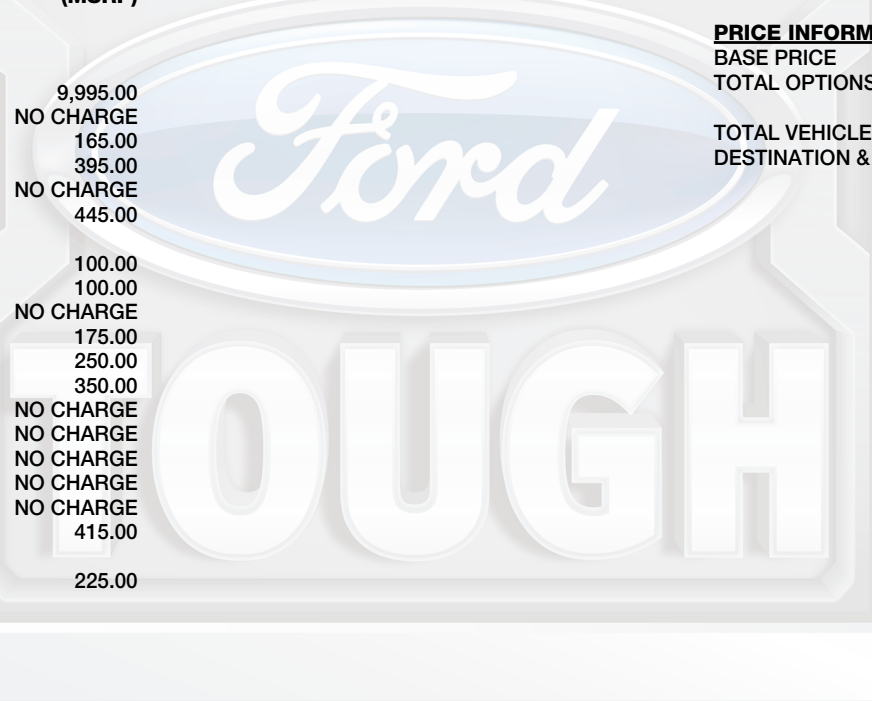 (MSRP)
9,995.00
NO CHARGE
165.00
395.00
NO CHARGE
445.00
100.00
100.00
NO CHARGE
175.00
250.00
350.00
NO CHARGE
NO CHARGE
NO CHARGE
NO CHARGE
NO CHARGE
415.00
225.00
PRICE INFORM
BASE PRICE
TOTAL OPTIONS
TOTAL VEHICLE
DESTINATION &
Ford
TOUGH